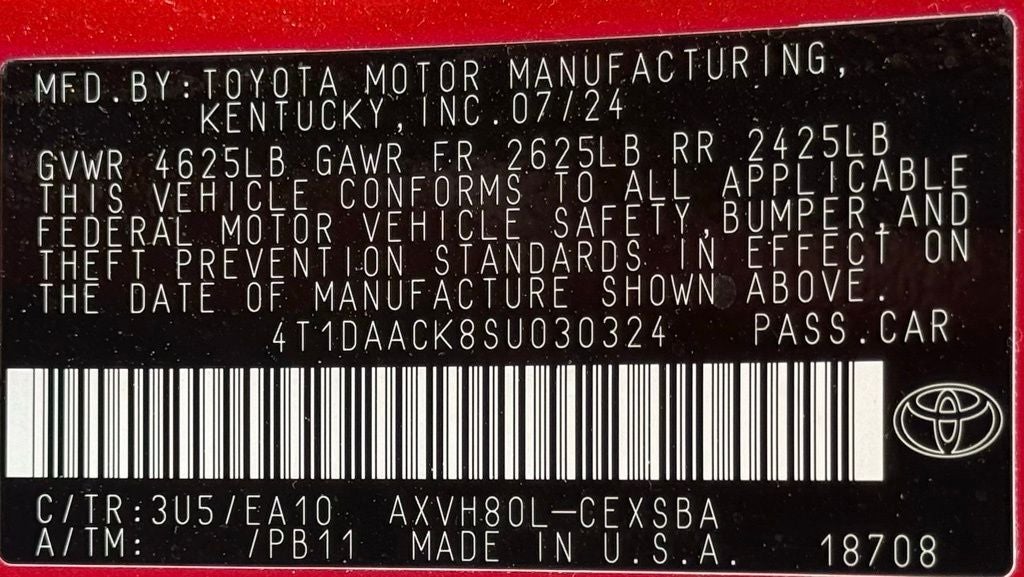 MFD.BY:TOYOTA MOTOR MANUFACTURING,
KENTUCKY,INC.07/24
GVWR 4625LB GAWR FR 2625LB RR 2425LB
THIS VEHICLE CONFORMS TO ALL APPLICABLE
FEDERAL MOTOR VEHICLE SAFETY,BUMPER,AND
THEFT PREVENTION STANDARDS IN EFFECT ON
THE DATE OF MANUFACTURE SHOWN ABOVE.
4T1DAACK8SU030324 PASS.CAR
C/TR:3U5/EA10 AXVH80L-CEXSBA
A/TM: /PB11 MADE IN U.S.A. 18708